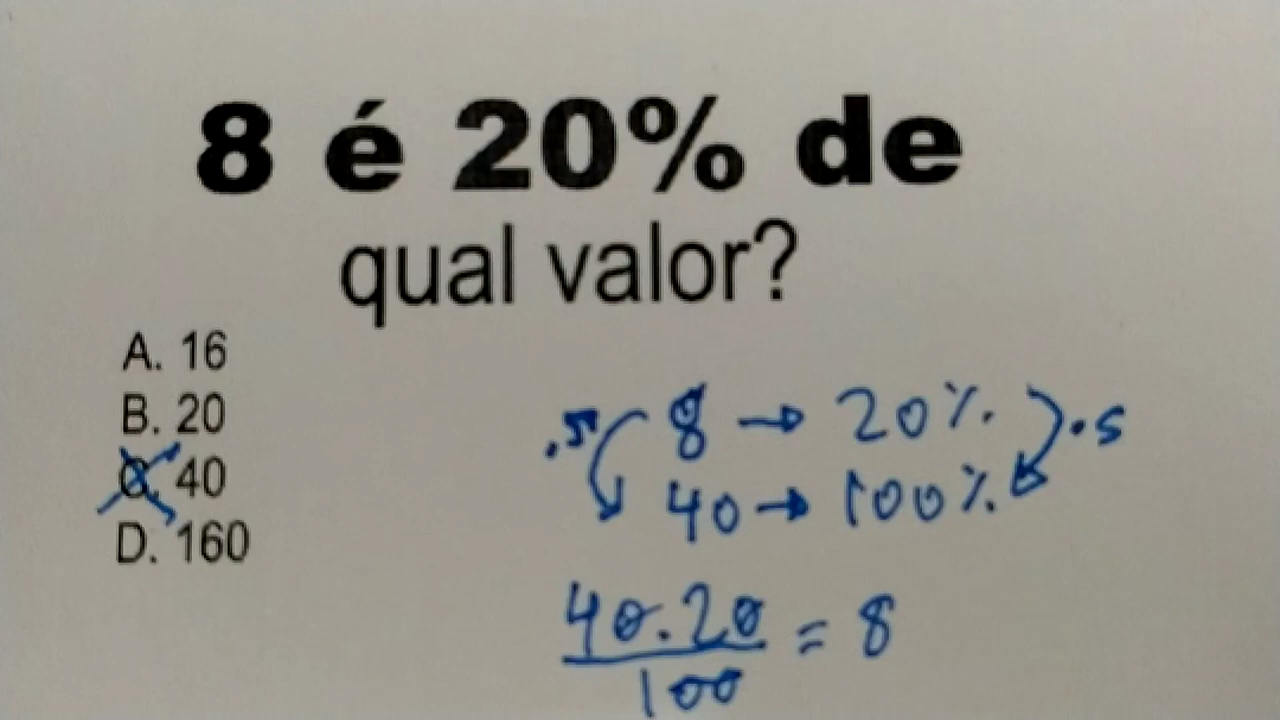 8 é 20% de
qual valor?
A. 16
B. 20
C. 40
D. 160
.5 8 → 20% .5
40 → 100%
40.20
100
= 8